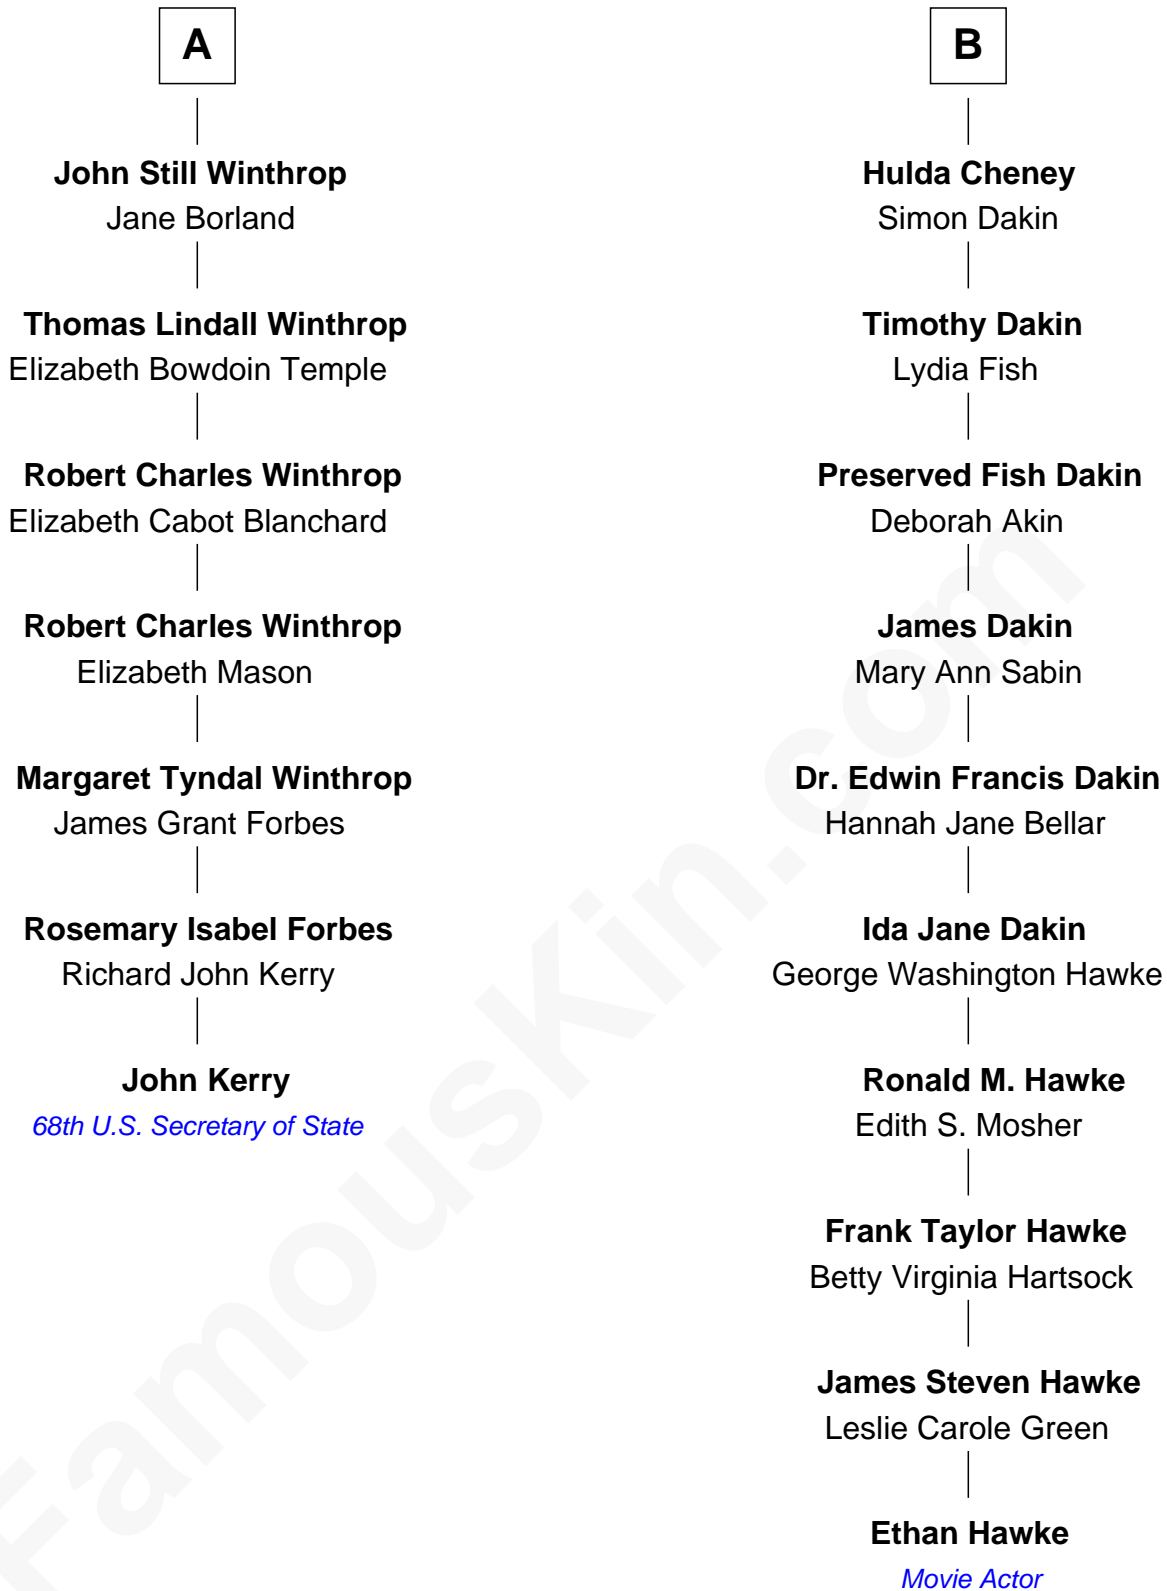 A
John Still Winthrop
Jane Borland
Thomas Lindall Winthrop
Elizabeth Bowdoin Temple
Robert Charles Winthrop
Elizabeth Cabot Blanchard
Robert Charles Winthrop
Elizabeth Mason
Margaret Tyndal Winthrop
James Grant Forbes
Rosemary Isabel Forbes
Richard John Kerry
John Kerry
68th U.S. Secretary of State
B
Hulda Cheney
Simon Dakin
Timothy Dakin
Lydia Fish
Preserved Fish Dakin
Deborah Akin
James Dakin
Mary Ann Sabin
Dr. Edwin Francis Dakin
Hannah Jane Bellar
Ida Jane Dakin
George Washington Hawke
Ronald M. Hawke
Edith S. Mosher
Frank Taylor Hawke
Betty Virginia Hartsock
James Steven Hawke
Leslie Carole Green
Ethan Hawke
Movie Actor
FamousKin.com